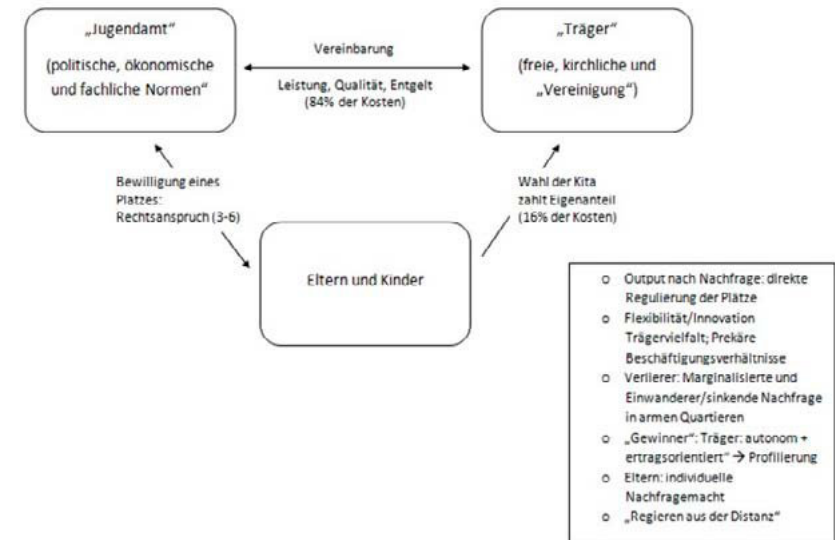 „Jugendamt"
(politische, ökonomische
und fachliche Normen"
Vereinbarung
Leistung, Qualität, Entgelt
(84% der Kosten)
„Träger"
(freie, kirchliche und
„Vereinigung")
Bewilligung eines
Platzes:
Rechtsanspruch (3-6)
Wahl der Kita
zahlt Eigenanteil
(16% der Kosten)
Eltern und Kinder
o Output nach Nachfrage: direkte
Regulierung der Plätze
o Flexibilität/Innovation
Trägervielfalt; Prekäre
Beschäftigungsverhältnisse
o Verlierer: Marginalisierte und
Einwanderer/sinkende Nachfrage
in armen Quartieren
o „Gewinner": Träger: autonom +
ertragsorientiert" → Profilierung
o Eltern: individuelle
Nachfragemacht
o „Regieren aus der Distanz"